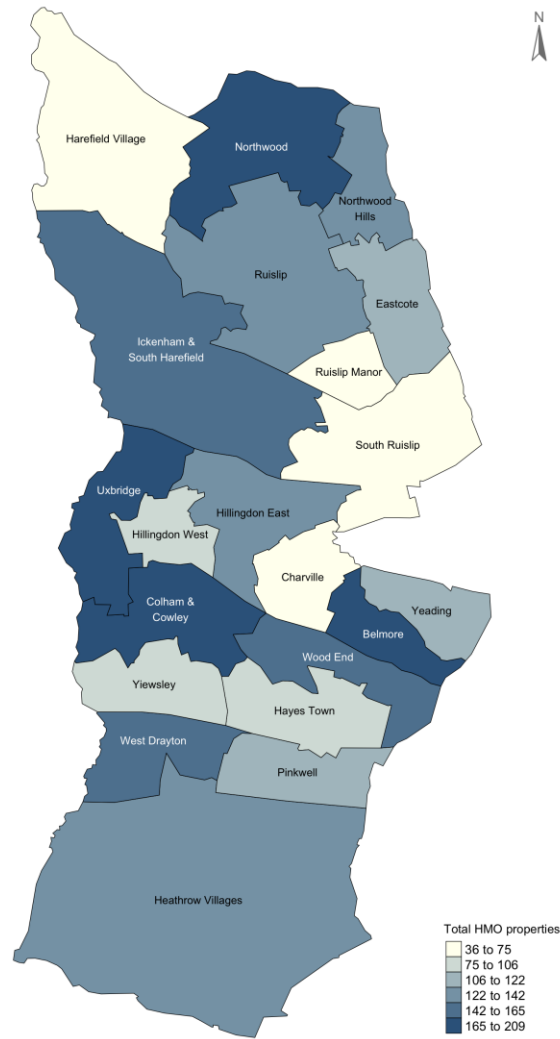 N
Harefield Village
Northwood
Northwood
Hills
Ruislip
Eastcote
Ickenham &
South Harefield
Ruislip Manor
South Ruislip
Uxbridge
Hillingdon East
Hillingdon West
Charville
Colham &
Cowley
Yeading
Belmore
Wood End
Yiewsley
Hayes Town
West Drayton
Pinkwell
Heathrow Villages
Total HMO properties
36 to 75
75 to 106
106 to 122
122 to 142
142 to 165
165 to 209